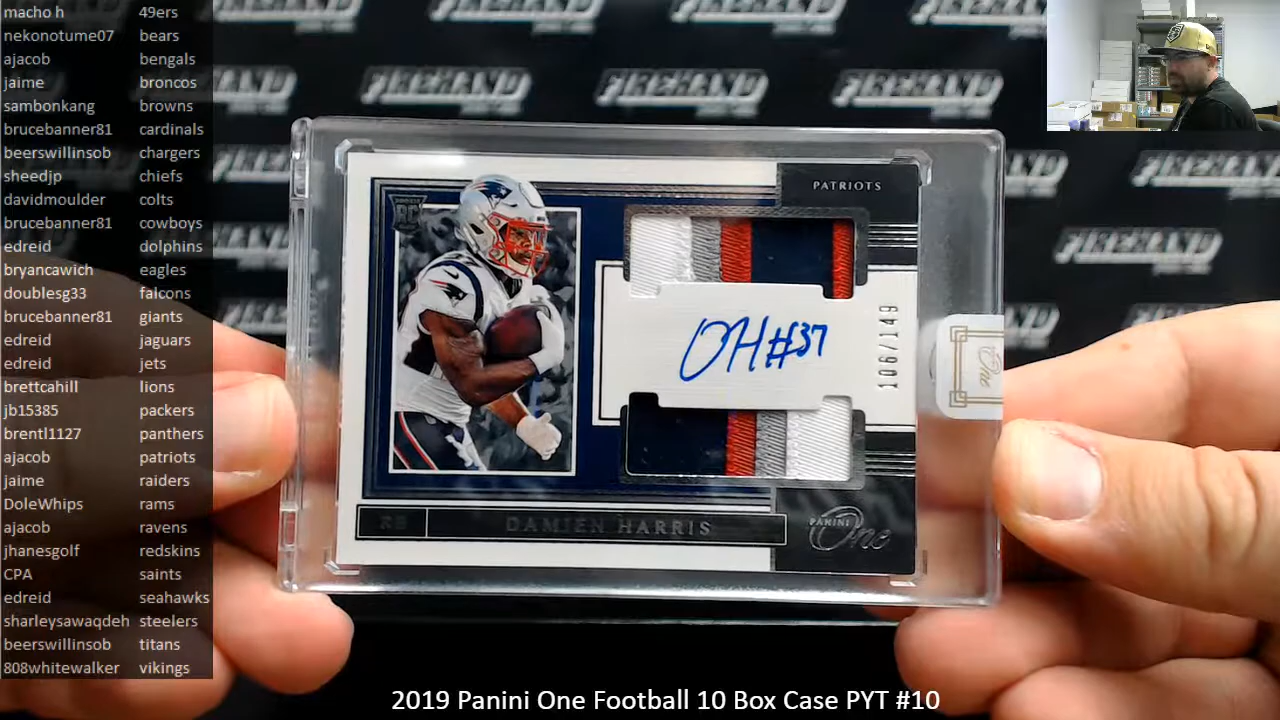 macho h 49ers
nekonotume07 bears
ajacob bengals
jaime broncos
sambonkang browns
brucebanner81 cardinals
beerswillinsob chargers
sheedjp chiefs
davidmoulder colts
brucebanner81 cowboys
edreid dolphins
bryancawich eagles
doublesg33 falcons
brucebanner81 giants
edreid jaguars
edreid jets
brettcahill lions
jb15385 packers
brentl1127 panthers
ajacob patriots
jaime raiders
DoleWhips rams
ajacob ravens
jhanesgolf redskins
CPA saints
edreid seahawks
sharleysawaqdeh steelers
beerswillinsob titans
808whitewalker vikings
FIREHAND
PATRIOTS
RC
DH #37
106/149
One
RB DAMIEN HARRIS
PANINI
One
2019 Panini One Football 10 Box Case PYT #10